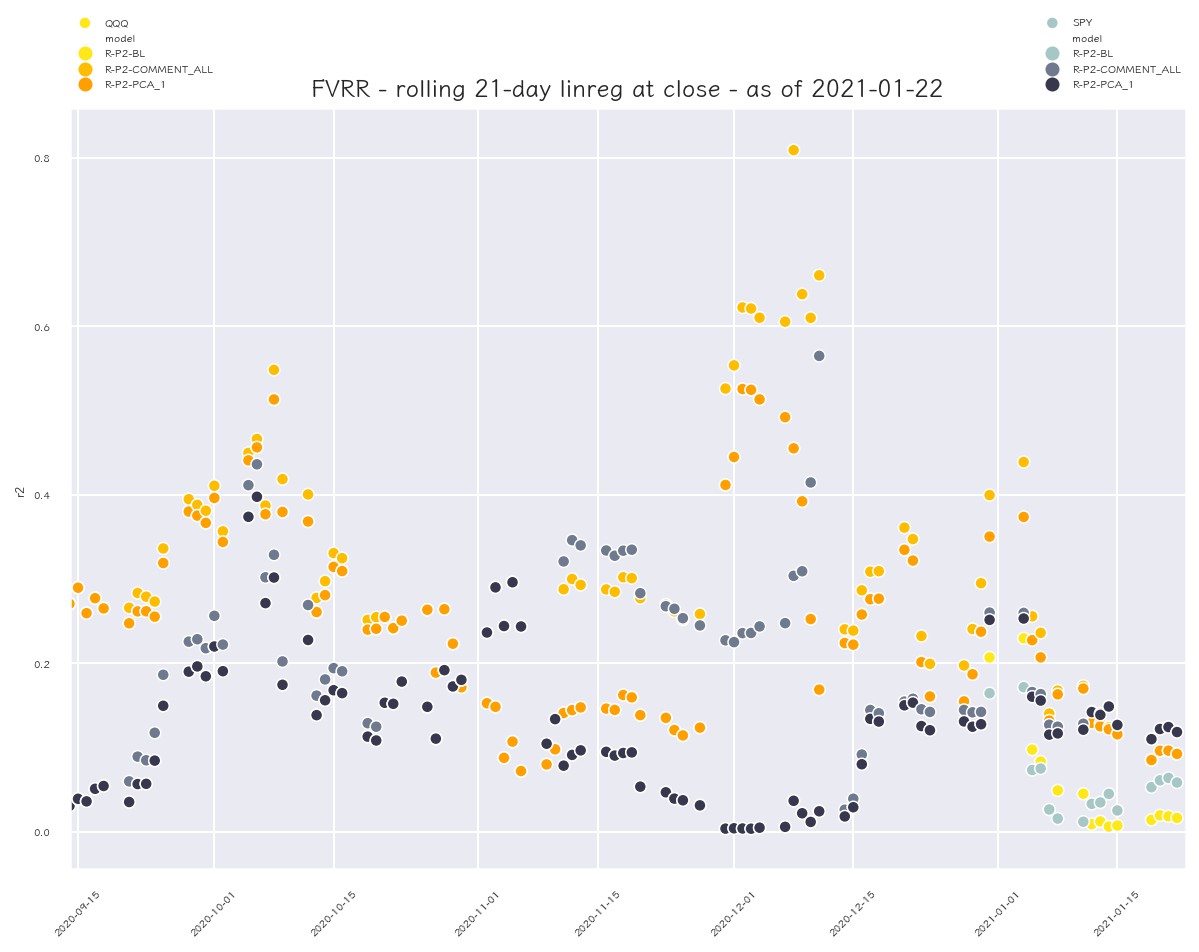 QQQ
model
R-P2-BL
R-P2-COMMENT_ALL
R-P2-PCA_1
SPY
model
R-P2-BL
R-P2-COMMENT_ALL
R-P2-PCA_1
FVRR - rolling 21-day linreg at close - as of 2021-01-22
r2
0.8
0.6
0.4
0.2
0.0
2020-09-15
2020-10-01
2020-10-15
2020-11-01
2020-11-15
2020-12-01
2020-12-15
2021-01-01
2021-01-15